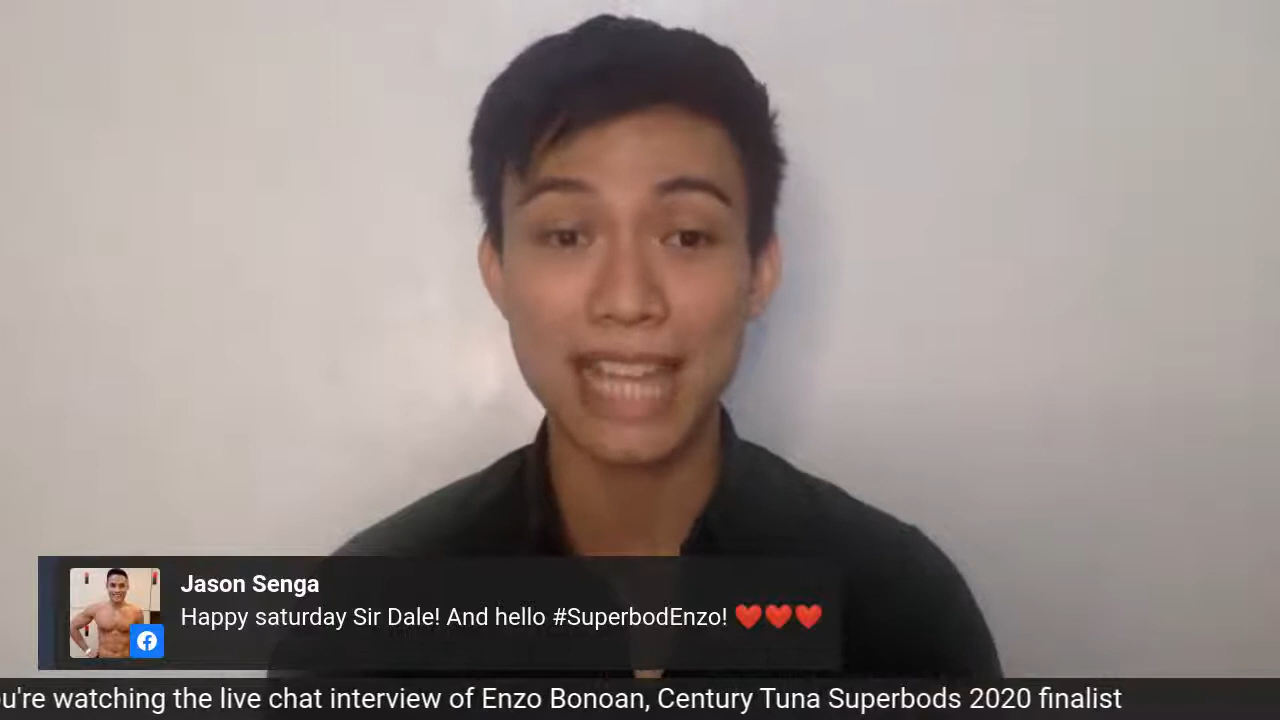 Jason Senga
Happy saturday Sir Dale! And hello #SuperbodEnzo! ❤️❤️❤️
u're watching the live chat interview of Enzo Bonoan, Century Tuna Superbods 2020 finalist